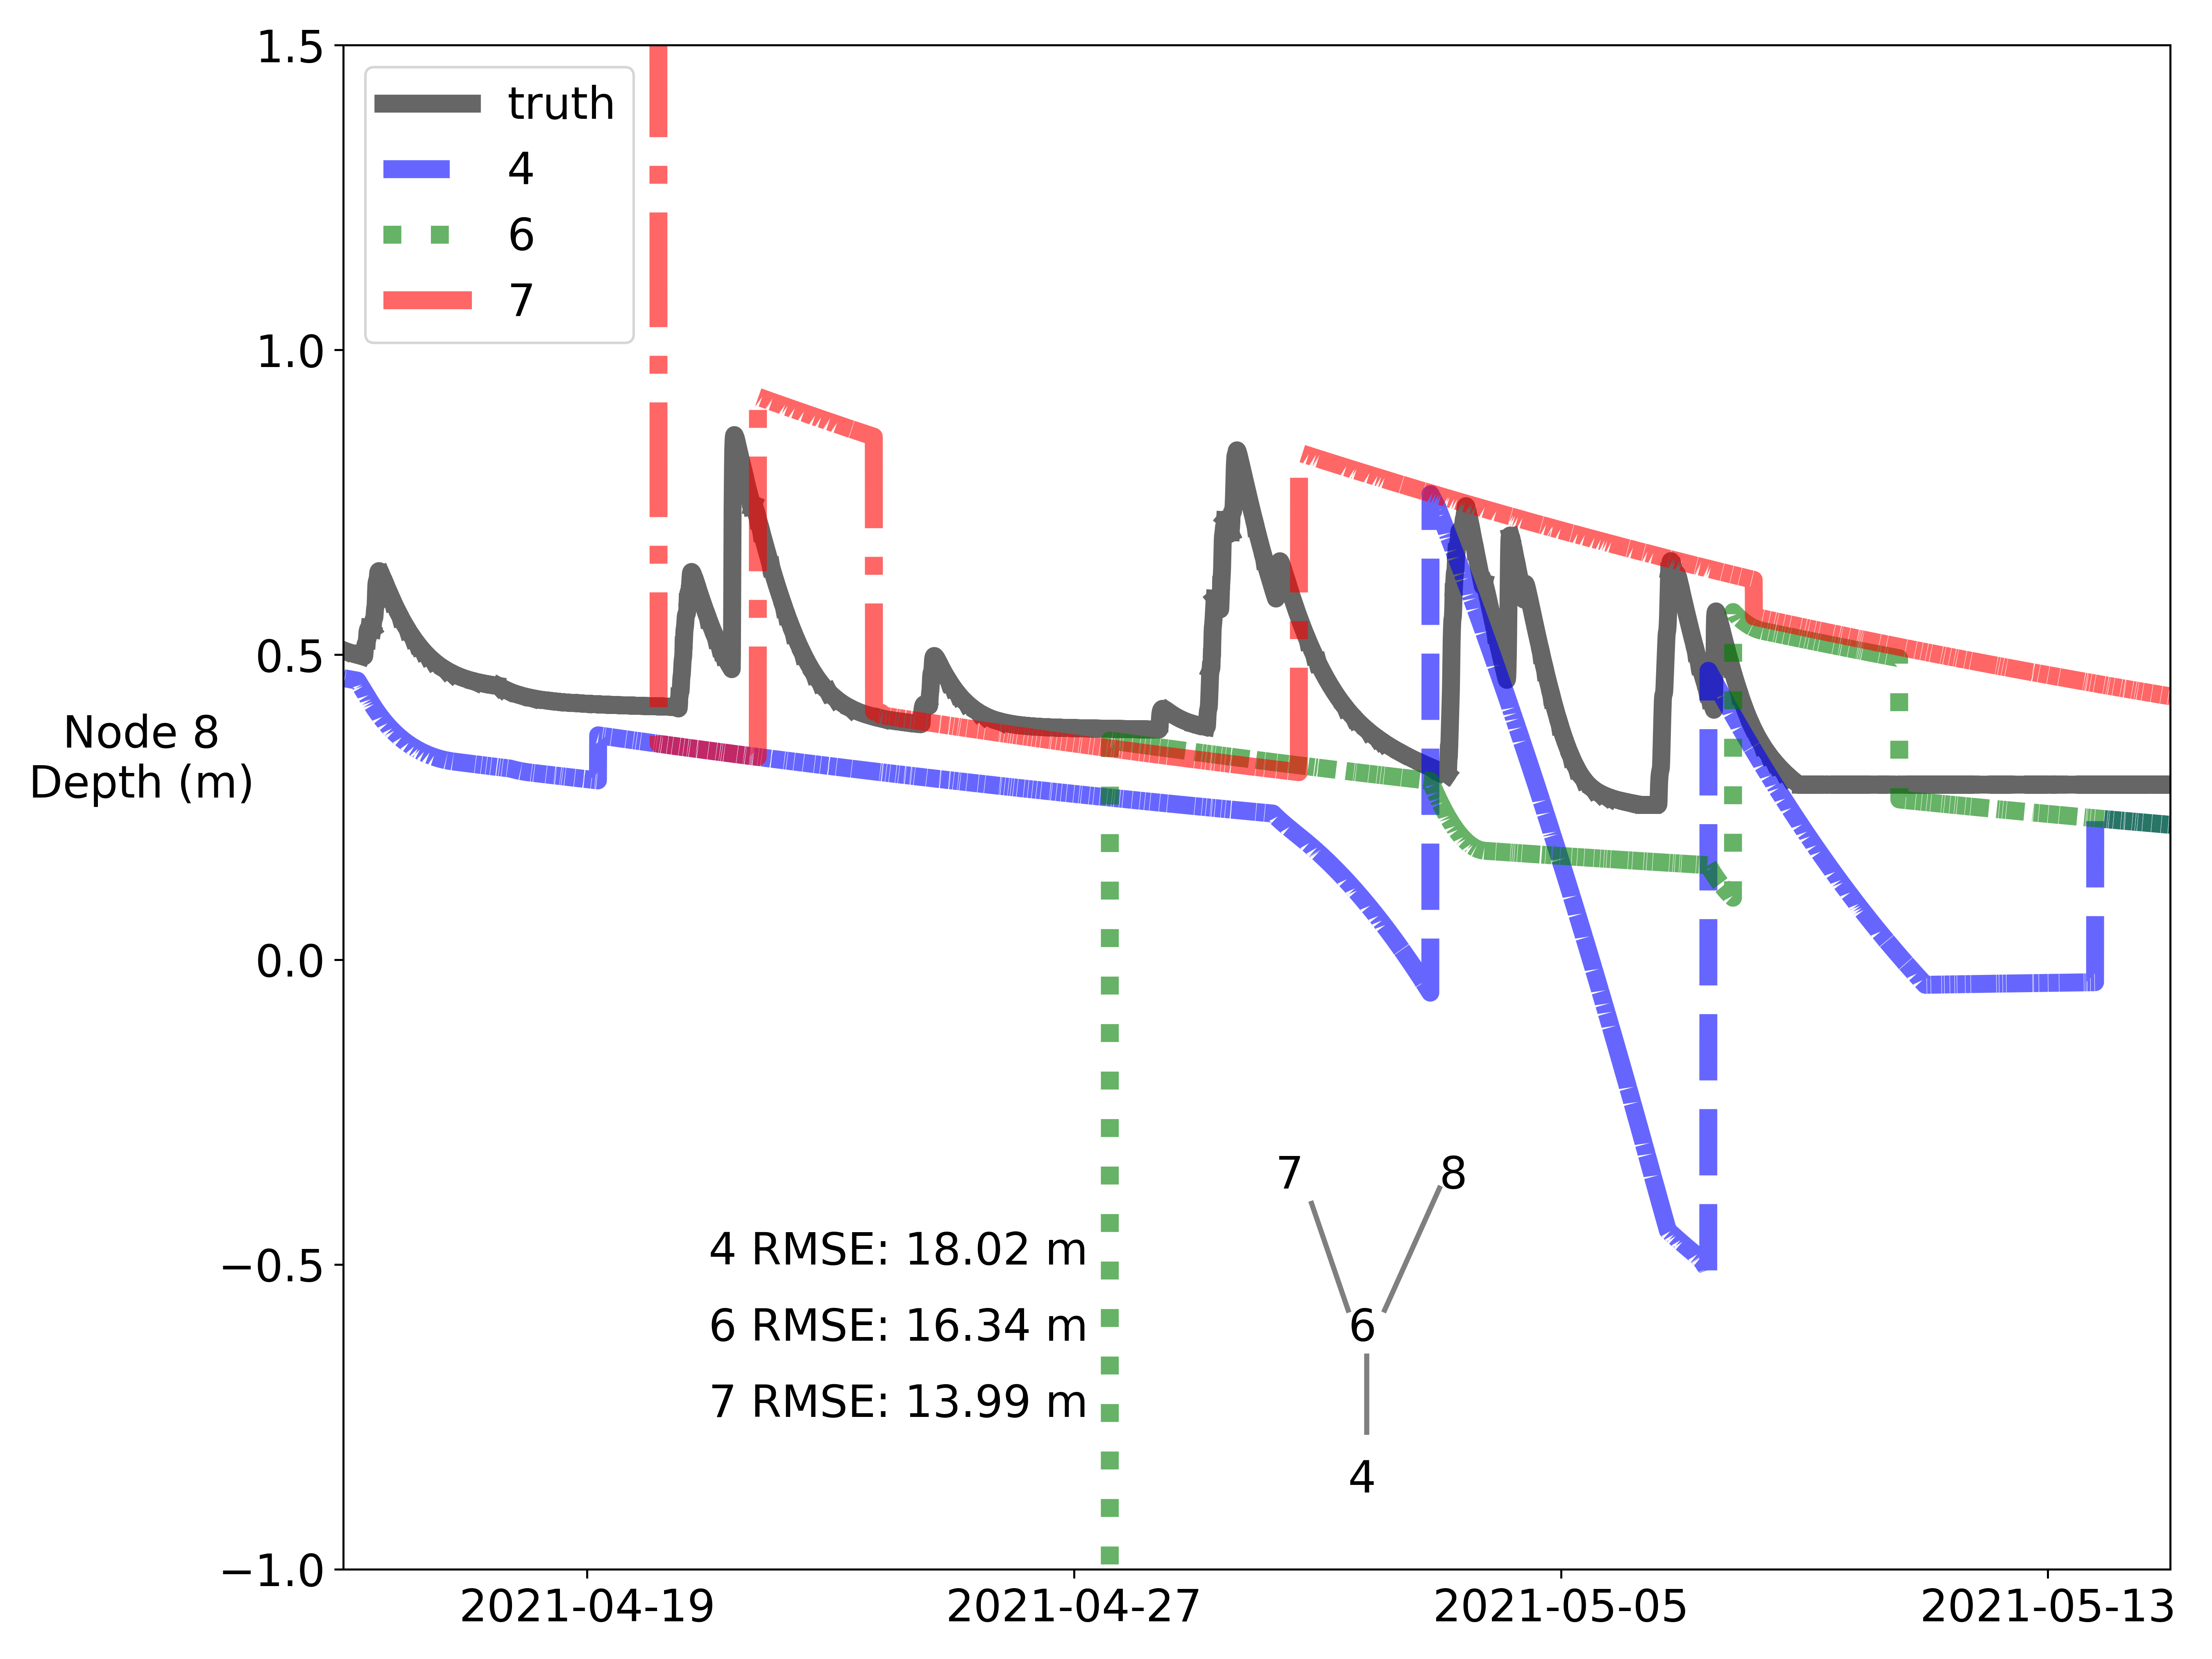 1.5
1.0
0.5
0.0
−0.5
−1.0
Node 8
Depth (m)
truth
4
6
7
4 RMSE: 18.02 m
6 RMSE: 16.34 m
7 RMSE: 13.99 m
7 8
6
4
2021-04-19 2021-04-27 2021-05-05 2021-05-13